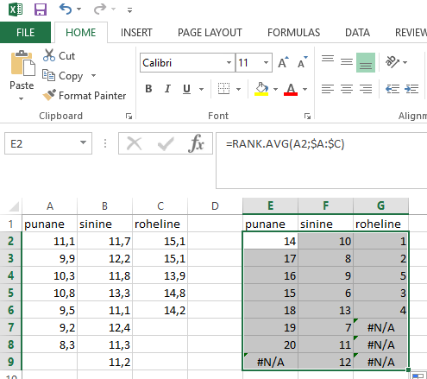 FILE HOME INSERT PAGE LAYOUT FORMULAS DATA REVIEW
Cut
Copy
Format Painter
Paste
Clipboard
Calibri 11 A A
B I U A
Font
Alignm
E2 fx =RANK.AVG(A2;$A:$C)
A B C D E F G
1 punane sinine roheline punane sinine roheline
2 11,1 11,7 15,1 14 10 1
3 9,9 12,2 15,1 17 8 2
4 10,3 11,8 13,9 16 9 5
5 10,8 13,3 14,8 15 6 3
6 9,5 11,1 14,2 18 13 4
7 9,2 12,4 19 7 #N/A
8 8,3 11,3 20 11 #N/A
9 11,2 #N/A 12 #N/A